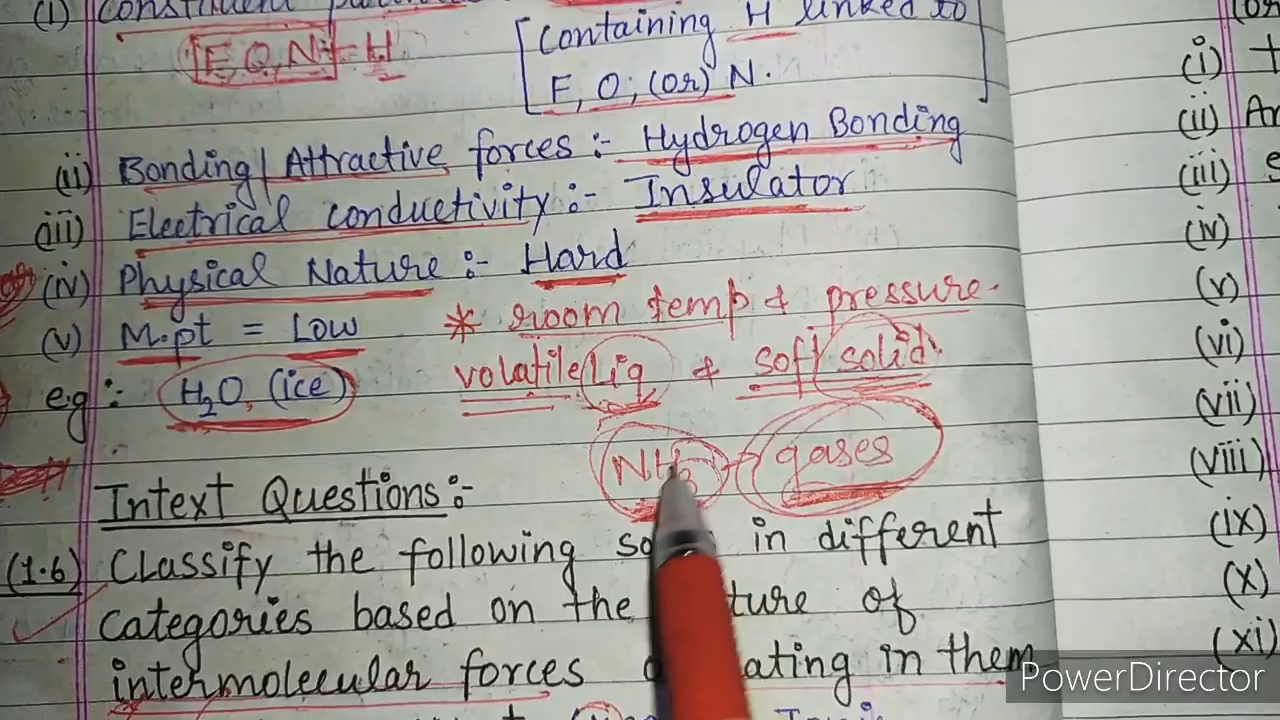 (i) Constituent
[F, O, N] - H
[Containing H linked to
F, O, (or) N.]
(ii) Bonding/Attractive forces :- Hydrogen Bonding
(iii) Electrical conductivity :- Insulator
(iv) Physical Nature :- Hard
(v) M.pt = Low * room temp & pressure.
volatile/Liq & soft/solid.
eg: H2O (ice)
NH3 gases
Intext Questions :-
(1.6) Classify the following in different
categories based on the of
intermolecular forces in them
(i)
(ii)
(iii)
(iv)
(v)
(vi)
(vii)
(viii)
(ix)
(x)
(xi)
PowerDirector